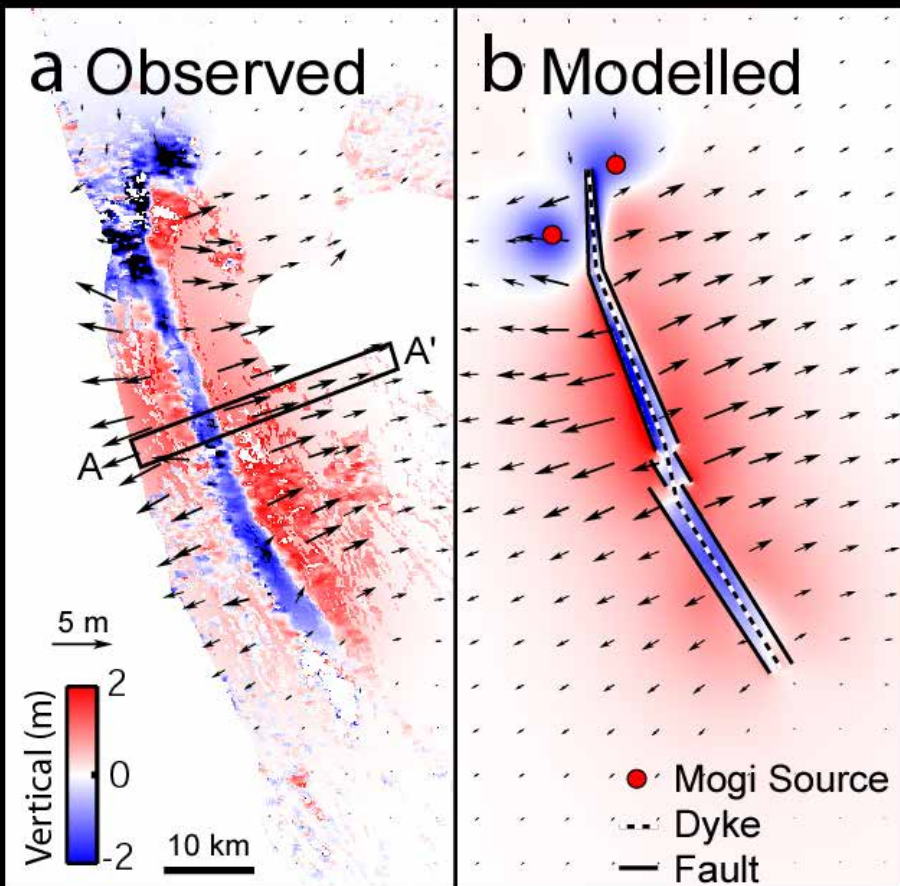 a Observed
A'
A
5 m
Vertical (m)
2
0
-2
10 km
b Modelled
Mogi Source
Dyke
Fault